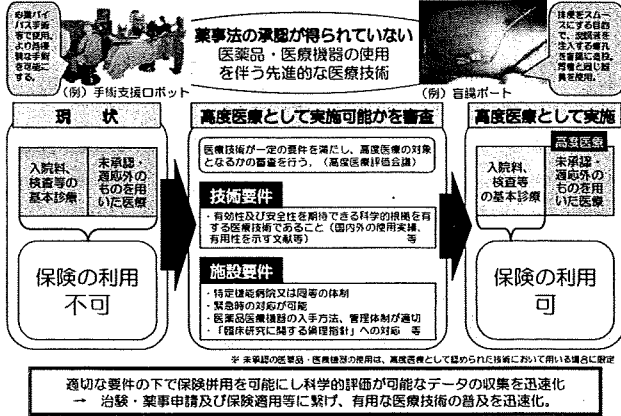 心臓バイ
パス手術
等で使用。
より低侵
襲な手術
を可能に
する。
(例)手術支援ロボット
薬事法の承認が得られていない
医薬品・医療機器の使用
を伴う先進的な医療技術
排便をスムー
ズにする目的
で、洗腸液を
注入する
を盲腸に造設。
(例)盲腸ポート
現 状
入院料、
検査等の
基本診療
未承認・
適応外の
ものを用
いた医療
保険の利用
不可
高度医療として実施可能かを審査
医療技術が一定の要件を満たし、高度医療の対象
となるかの審査を行う。(高度医療評価会議)
技術要件
・有効性及び安全性を期待できる科学的根拠を有
する医療技術であること(国内外の使用実績、
有用性を示す文献等) 等
施設要件
・特定機能病院又は同等の体制
・緊急時の対応が可能
・医薬品医療機器の入手方法、管理体制が適切
・「臨床研究に関する倫理指針」への対応 等
高度医療として実施
入院料、
検査等
の基本診療
高度医療
未承認・
適応外の
ものを用
いた医療
保険の利用
可
※ 未承認の医薬品・医療機器の使用は、高度医療として認められた技術において用いる場合に限定
適切な要件の下で保険併用を可能にし科学的評価が可能なデータの収集を迅速化
→ 治験・薬事申請及び保険適用等に繋げ、有用な医療技術の普及を迅速化。